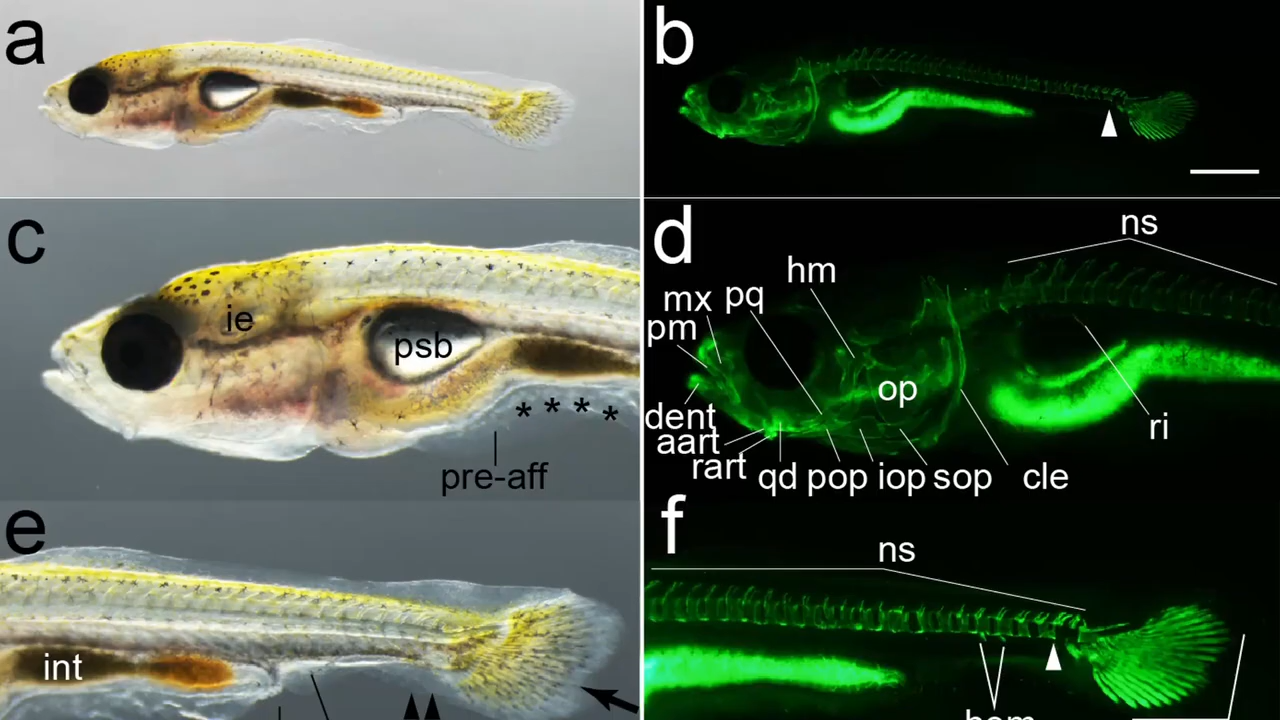 a
b
c
ie
psb
* * * *
pre-aff
d
ns
hm
mx pq
pm
op
dent
aart
rart
ri
qd pop iop sop cle
e
int
f
ns